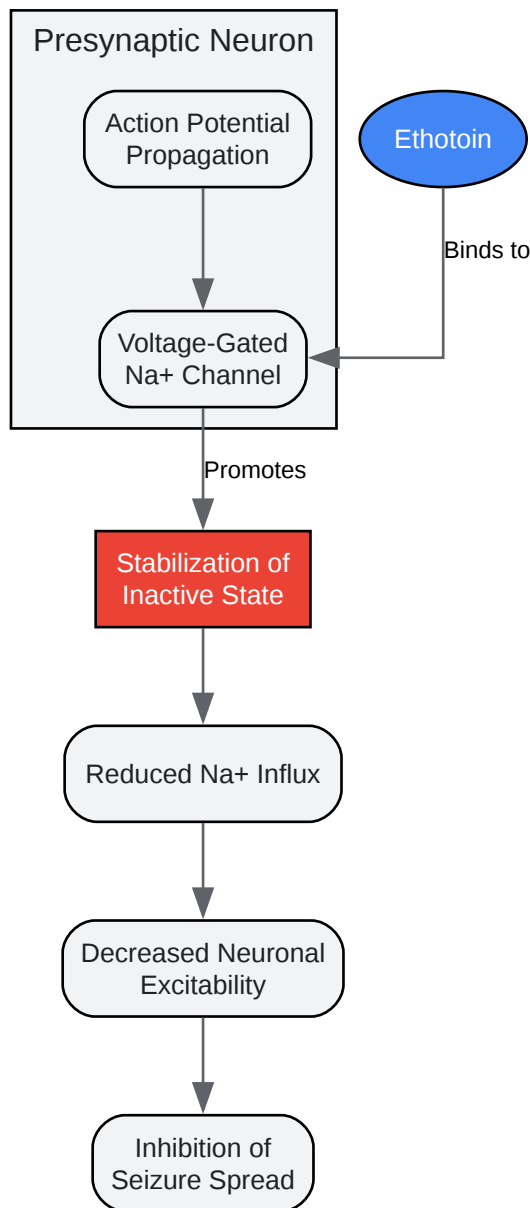 Presynaptic Neuron
Action Potential
Propagation
Ethotoin
Binds to
Voltage-Gated
Na+ Channel
Promotes
Stabilization of
Inactive State
Reduced Na+ Influx
Decreased Neuronal
Excitability
Inhibition of
Seizure Spread